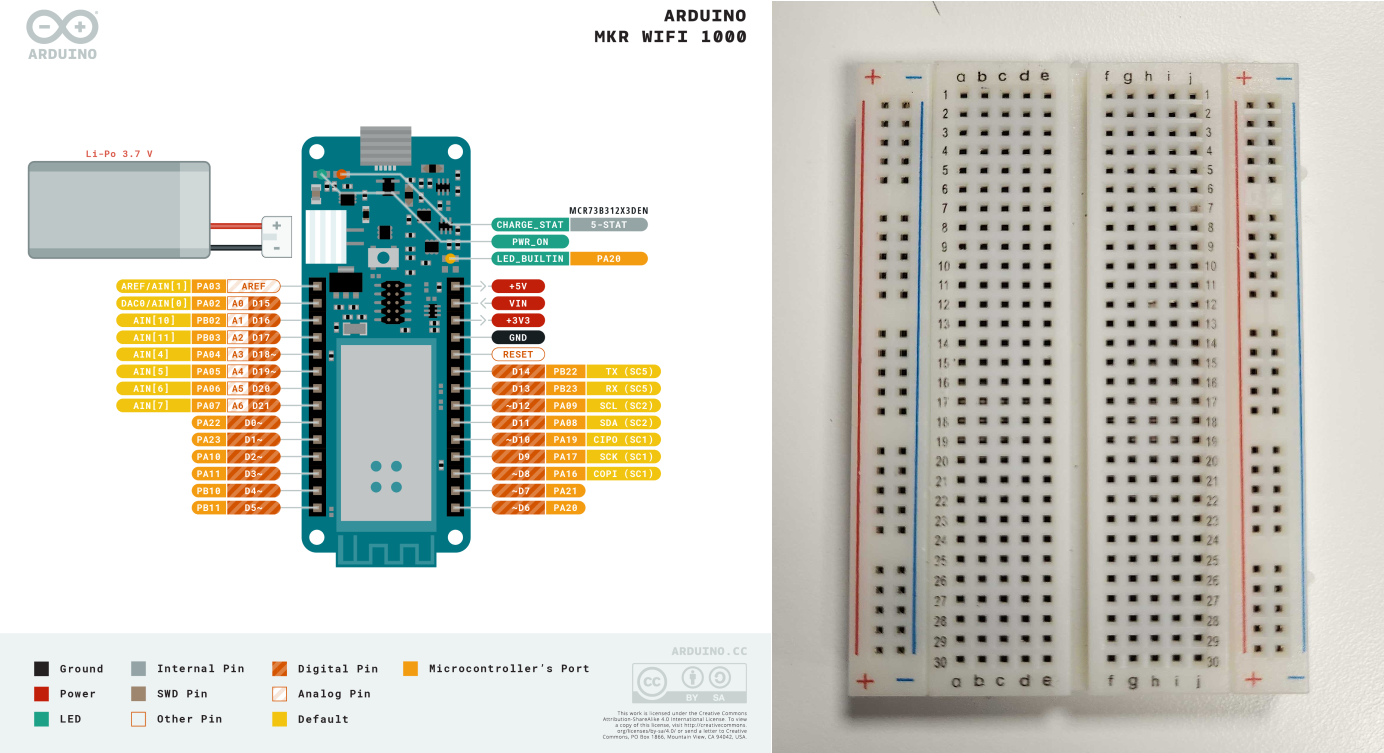 ARDUINO
ARDUINO
MKR WIFI 1000
Li-Po 3.7 V
+
-
MCR73B312X3DEN
CHARGE_STAT 5-STAT
PWR_ON
LED_BUILTIN PA20
AREF/AIN[1] PA03 AREF
DAC0/AIN[0] PA02 A0 D15
AIN[10] PB02 A1 D16
AIN[11] PB03 A2 D17
AIN[4] PA04 A3 D18~
AIN[5] PA05 A4 D19~
AIN[6] PA06 A5 D20
AIN[7] PA07 A6 D21
PA22 D0~
PA23 D1~
PA10 D2~
PA11 D3~
PB10 D4~
PB11 D5~
+5V
VIN
+3V3
GND
RESET
D14 PB22 TX (SC5)
D13 PB23 RX (SC5)
~D12 PA09 SCL (SC2)
D11 PA08 SDA (SC2)
~D10 PA19 CIPO (SC1)
D9 PA17 SCK (SC1)
~D8 PA16 COPI (SC1)
~D7 PA21
~D6 PA20
Ground
Power
LED
Internal Pin
SWD Pin
Other Pin
Digital Pin
Analog Pin
Default
Microcontroller's Port
ARDUINO.CC
cc
BY SA
This work is licensed under the Creative Commons
Attribution-ShareAlike 4.0 International License. To view
a copy of this license, visit http://creativecommons.
org/licenses/by-sa/4.0/ or send a letter to Creative
Commons, PO Box 1866, Mountain View, CA 94042, USA.
+ − a b c d e f g h i j + −
1 1
2 2
3 3
4 4
5 5
6 6
7 7
8 8
9 9
10 10
11 11
12 12
13 13
14 14
15 15
16 16
17 17
18 18
19 19
20 20
21 21
22 22
23 23
24 24
25 25
26 26
27 27
28 28
29 29
30 30
+ − a b c d e f g h i j + −